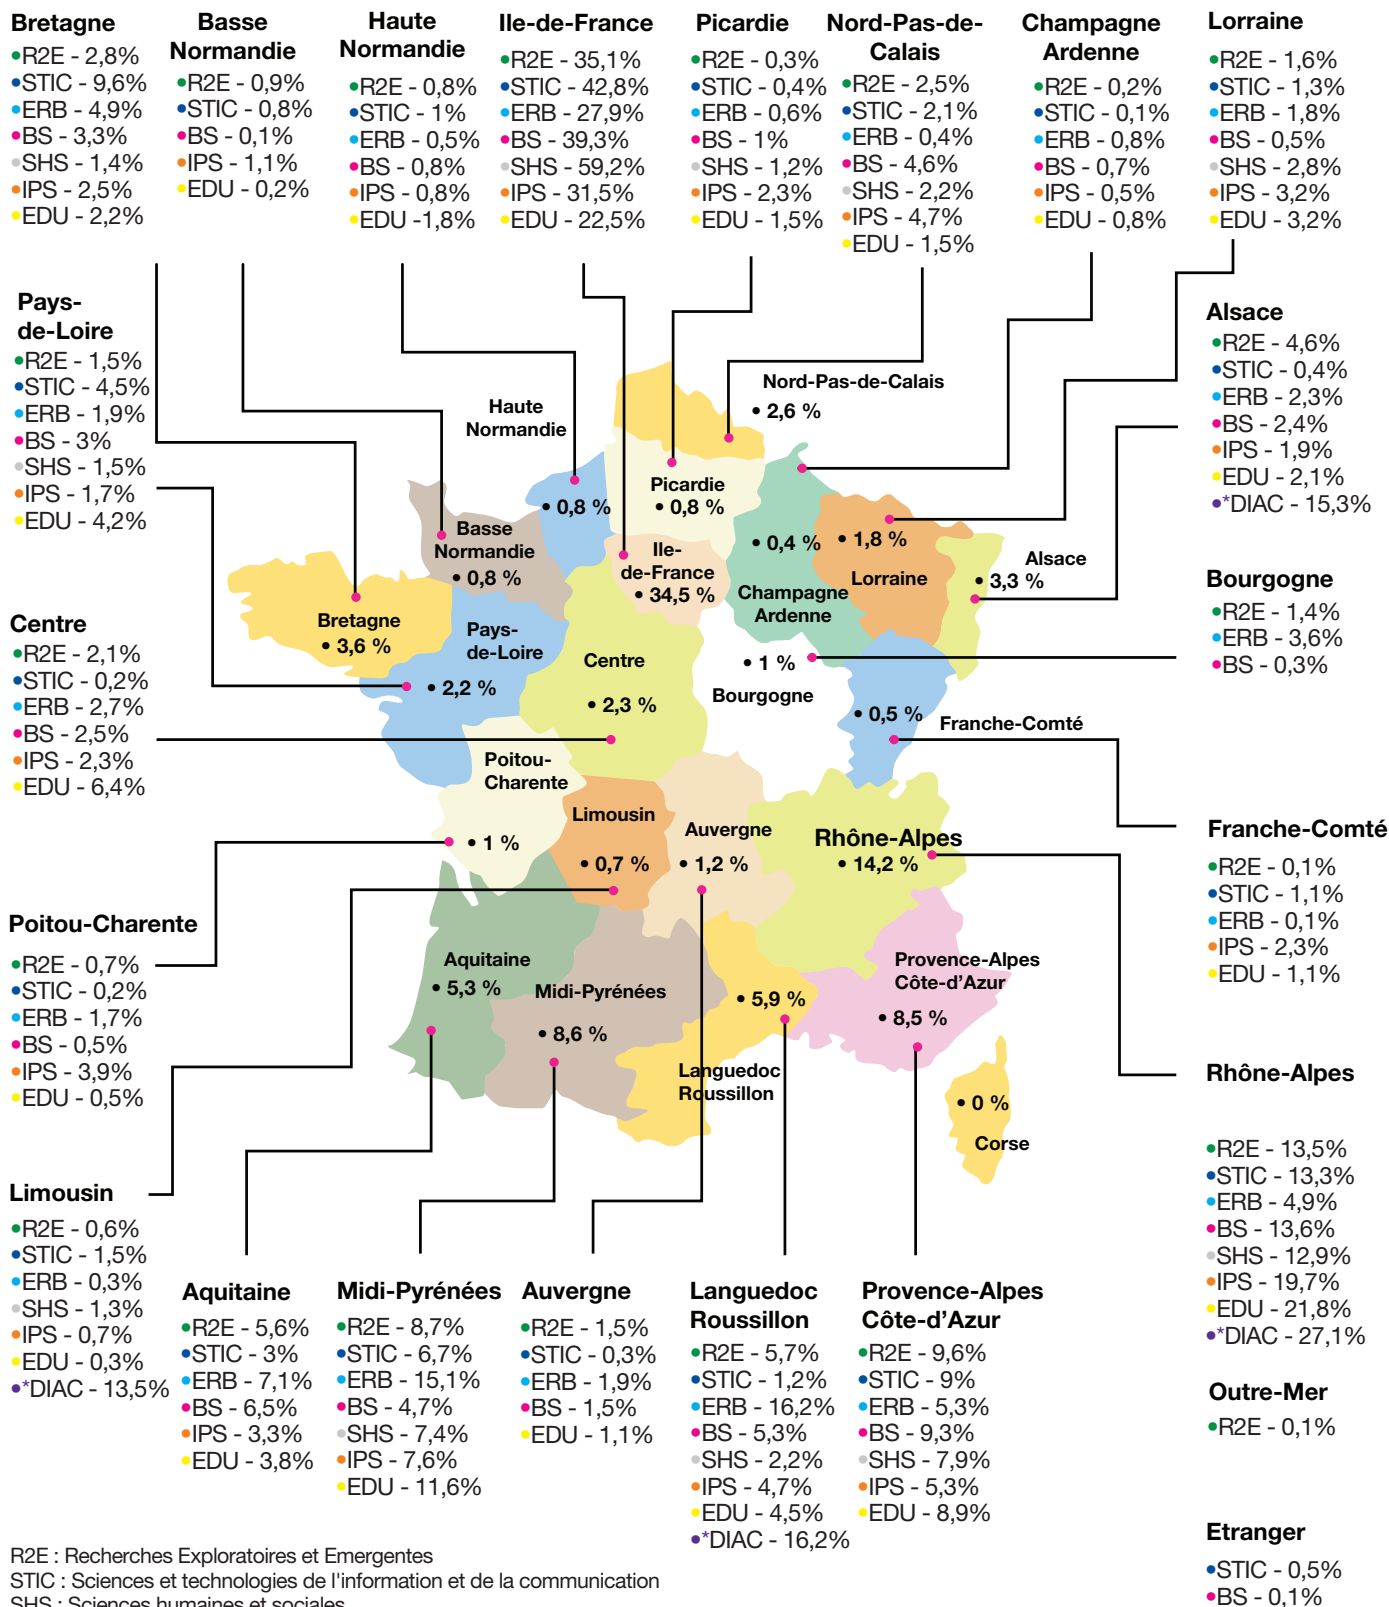 Bretagne
•R2E - 2,8%
•STIC - 9,6%
•ERB - 4,9%
•BS - 3,3%
•SHS - 1,4%
•IPS - 2,5%
•EDU - 2,2%
Basse
Normandie
•R2E - 0,9%
•STIC - 0,8%
•BS - 0,1%
•IPS - 1,1%
•EDU - 0,2%
Haute
Normandie
•R2E - 0,8%
•STIC - 1%
•ERB - 0,5%
•BS - 0,8%
•IPS - 0,8%
•EDU -1,8%
Ile-de-France
•R2E - 35,1%
•STIC - 42,8%
•ERB - 27,9%
•BS - 39,3%
•SHS - 59,2%
•IPS - 31,5%
•EDU - 22,5%
Picardie
•R2E - 0,3%
•STIC - 0,4%
•ERB - 0,6%
•BS - 1%
•SHS - 1,2%
•IPS - 2,3%
•EDU - 1,5%
Nord-Pas-de-
Calais
•R2E - 2,5%
•STIC - 2,1%
•ERB - 0,4%
•BS - 4,6%
•SHS - 2,2%
•IPS - 4,7%
•EDU - 1,5%
Champagne
Ardenne
•R2E - 0,2%
•STIC - 0,1%
•ERB - 0,8%
•BS - 0,7%
•IPS - 0,5%
•EDU - 0,8%
Lorraine
•R2E - 1,6%
•STIC - 1,3%
•ERB - 1,8%
•BS - 0,5%
•SHS - 2,8%
•IPS - 3,2%
•EDU - 3,2%
Pays-
de-Loire
•R2E - 1,5%
•STIC - 4,5%
•ERB - 1,9%
•BS - 3%
•SHS - 1,5%
•IPS - 1,7%
•EDU - 4,2%
Alsace
•R2E - 4,6%
•STIC - 0,4%
•ERB - 2,3%
•BS - 2,4%
•IPS - 1,9%
•EDU - 2,1%
•*DIAC - 15,3%
Nord-Pas-de-Calais
• 2,6 %
Haute
Normandie
• 0,8 %
Picardie
• 0,8 %
Basse
Normandie
• 0,8 %
Ile-
de-France
• 34,5 %
• 0,4 %
Champagne
Ardenne
• 1,8 %
Lorraine
Alsace
• 3,3 %
Bretagne
• 3,6 %
Pays-
de-Loire
• 2,2 %
Centre
• 2,3 %
• 1 %
Bourgogne
• 0,5 %
Franche-Comté
Poitou-
Charente
• 1 %
Limousin
• 0,7 %
Auvergne
• 1,2 %
Rhône-Alpes
• 14,2 %
Aquitaine
• 5,3 %
Midi-Pyrénées
• 8,6 %
• 5,9 %
Languedoc
Roussillon
Provence-Alpes
Côte-d'Azur
• 8,5 %
• 0 %
Corse
Bourgogne
•R2E - 1,4%
•ERB - 3,6%
•BS - 0,3%
Centre
•R2E - 2,1%
•STIC - 0,2%
•ERB - 2,7%
•BS - 2,5%
•IPS - 2,3%
•EDU - 6,4%
Franche-Comté
•R2E - 0,1%
•STIC - 1,1%
•ERB - 0,1%
•IPS - 2,3%
•EDU - 1,1%
Poitou-Charente
•R2E - 0,7%
•STIC - 0,2%
•ERB - 1,7%
•BS - 0,5%
•IPS - 3,9%
•EDU - 0,5%
Rhône-Alpes
•R2E - 13,5%
•STIC - 13,3%
•ERB - 4,9%
•BS - 13,6%
•SHS - 12,9%
•IPS - 19,7%
•EDU - 21,8%
•*DIAC - 27,1%
Limousin
•R2E - 0,6%
•STIC - 1,5%
•ERB - 0,3%
•SHS - 1,3%
•IPS - 0,7%
•EDU - 0,3%
•*DIAC - 13,5%
Aquitaine
•R2E - 5,6%
•STIC - 3%
•ERB - 7,1%
•BS - 6,5%
•IPS - 3,3%
•EDU - 3,8%
Midi-Pyrénées
•R2E - 8,7%
•STIC - 6,7%
•ERB - 15,1%
•BS - 4,7%
•SHS - 7,4%
•IPS - 7,6%
•EDU - 11,6%
Auvergne
•R2E - 1,5%
•STIC - 0,3%
•ERB - 1,9%
•BS - 1,5%
•EDU - 1,1%
Languedoc
Roussillon
•R2E - 5,7%
•STIC - 1,2%
•ERB - 16,2%
•BS - 5,3%
•SHS - 2,2%
•IPS - 4,7%
•EDU - 4,5%
•*DIAC - 16,2%
Provence-Alpes
Côte-d'Azur
•R2E - 9,6%
•STIC - 9%
•ERB - 5,3%
•BS - 9,3%
•SHS - 7,9%
•IPS - 5,3%
•EDU - 8,9%
Outre-Mer
•R2E - 0,1%
Etranger
•STIC - 0,5%
•BS - 0,1%
R2E : Recherches Exploratoires et Emergentes
STIC : Sciences et technologies de l'information et de la communication
SHS : Sciences humaines et sociales